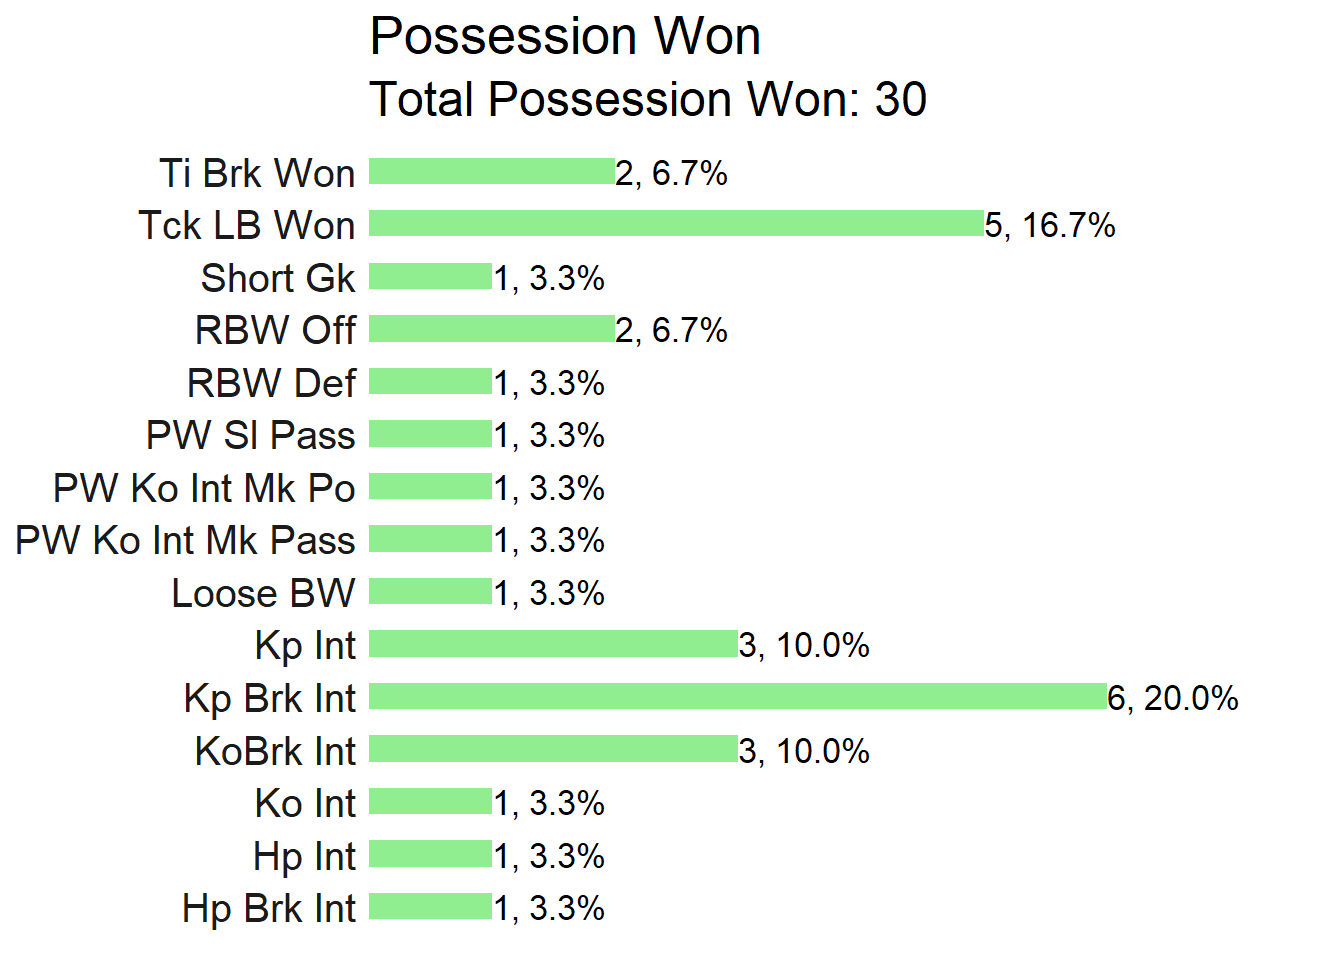 Possession Won
Total Possession Won: 30
Ti Brk Won 2, 6.7%
Tck LB Won 5, 16.7%
Short Gk 1, 3.3%
RBW Off 2, 6.7%
RBW Def 1, 3.3%
PW Sl Pass 1, 3.3%
PW Ko Int Mk Po 1, 3.3%
PW Ko Int Mk Pass 1, 3.3%
Loose BW 1, 3.3%
Kp Int 3, 10.0%
Kp Brk Int 6, 20.0%
KoBrk Int 3, 10.0%
Ko Int 1, 3.3%
Hp Int 1, 3.3%
Hp Brk Int 1, 3.3%